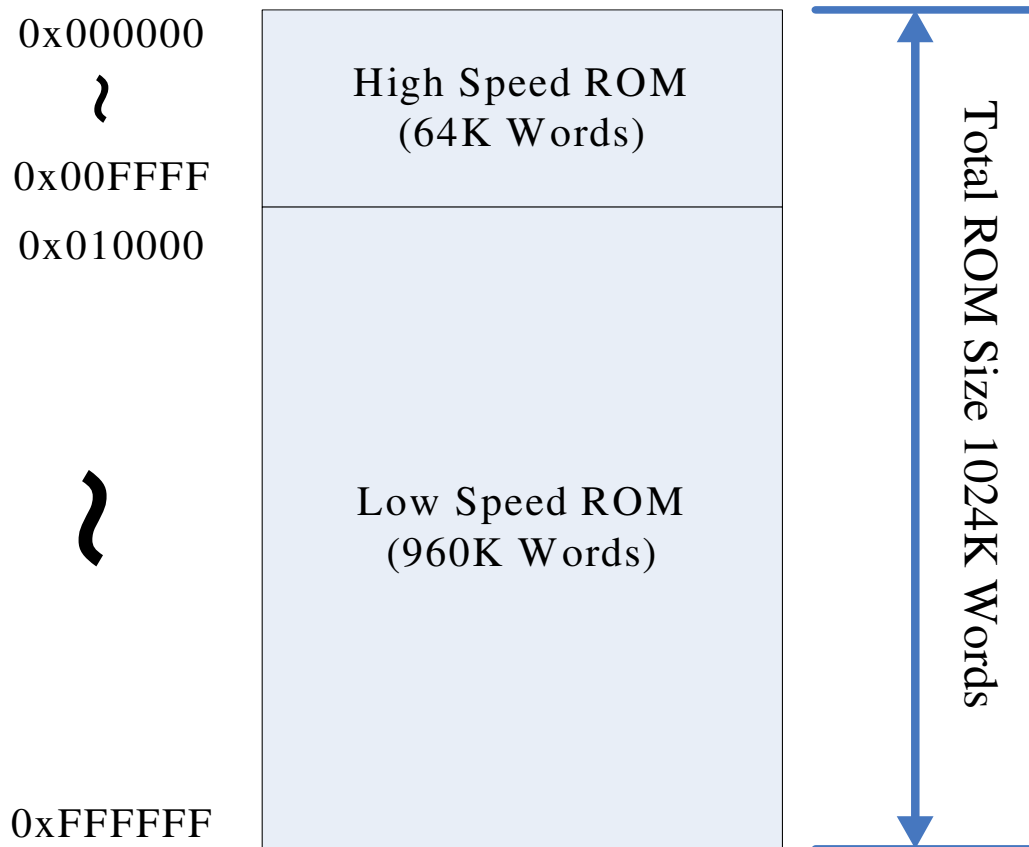 0x000000
0x00FFFF
0x010000
0xFFFFFF
High Speed ROM
(64K Words)
Low Speed ROM
(960K Words)
Total ROM Size 1024K Words